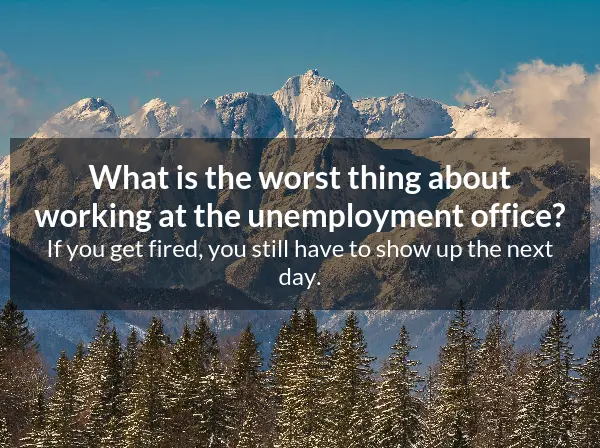 What is the worst thing about
working at the unemployment office?
If you get fired, you still have to show up the next
day.